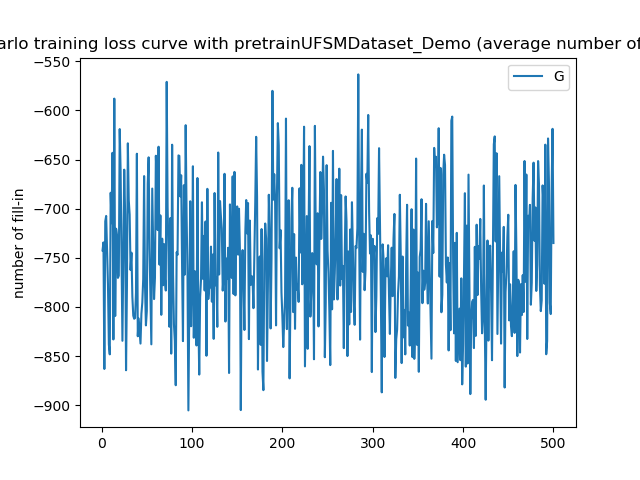 arlo training loss curve with pretrainUFSMDataset_Demo (average number of
G
number of fill-in
−550
−600
−650
−700
−750
−800
−850
−900
0 100 200 300 400 500